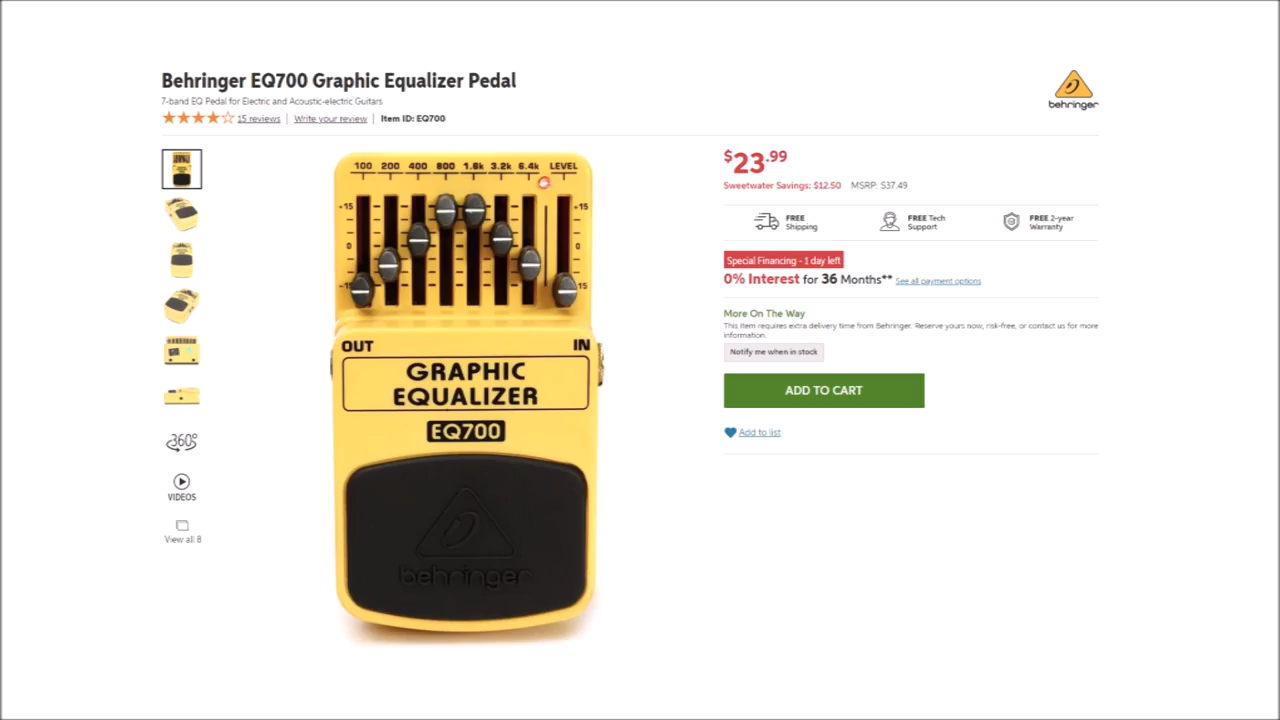 Behringer EQ700 Graphic Equalizer Pedal
7-band EQ Pedal for Electric and Acoustic-electric Guitars
15 reviews | Write your review | Item ID: EQ700
behringer
100 200 400 800 1.6k 3.2k 6.4k LEVEL
+15 +15
0 0
-15 15
OUT IN
GRAPHIC
EQUALIZER
EQ700
behringer
360°
VIDEOS
View all 8
$23.99
Sweetwater Savings: $12.50 MSRP: $37.49
FREE Shipping
FREE Tech Support
FREE 2-year Warranty
Special Financing - 1 day left
0% Interest for 36 Months** See all payment options
More On The Way
This item requires extra delivery time from Behringer. Reserve yours now, risk-free, or contact us for more
information.
Notify me when in stock
ADD TO CART
Add to list